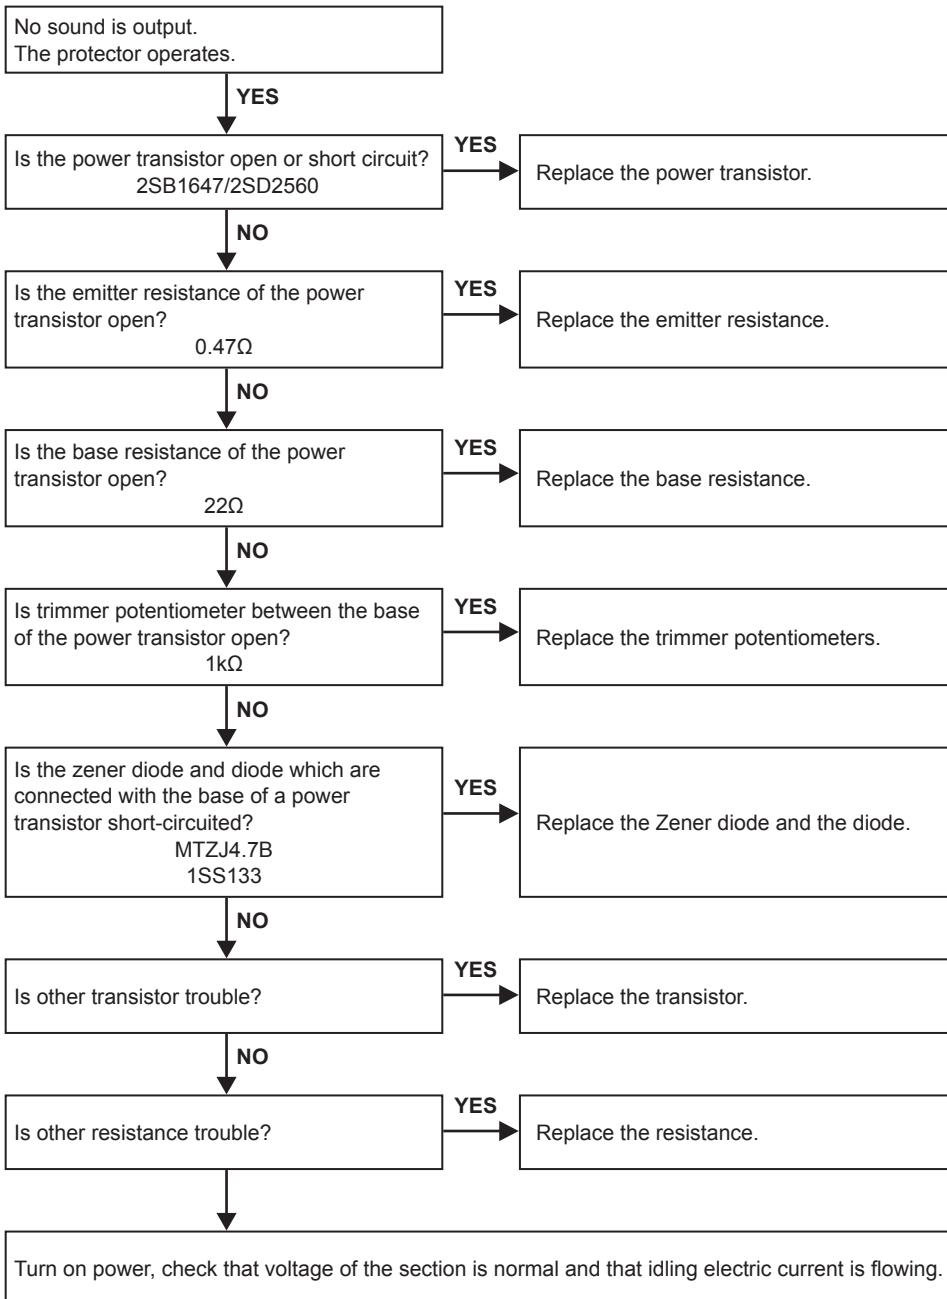 No sound is output.
The protector operates.
YES
Is the power transistor open or short circuit?
2SB1647/2SD2560
YES
Replace the power transistor.
NO
Is the emitter resistance of the power
transistor open?
0.47Ω
YES
Replace the emitter resistance.
NO
Is the base resistance of the power
transistor open?
22Ω
YES
Replace the base resistance.
NO
Is trimmer potentiometer between the base
of the power transistor open?
1kΩ
YES
Replace the trimmer potentiometers.
NO
Is the zener diode and diode which are
connected with the base of a power
transistor short-circuited?
MTZJ4.7B
1SS133
YES
Replace the Zener diode and the diode.
NO
Is other transistor trouble?
YES
Replace the transistor.
NO
Is other resistance trouble?
YES
Replace the resistance.
Turn on power, check that voltage of the section is normal and that idling electric current is flowing.